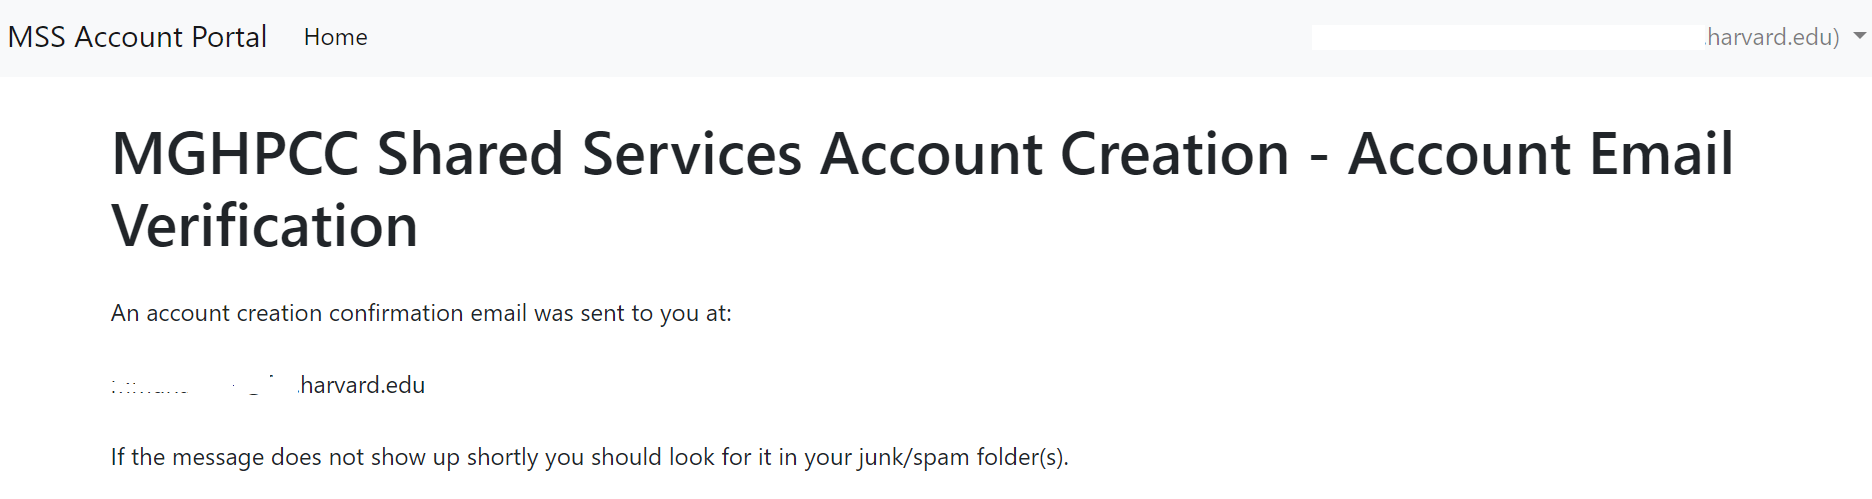 MSS Account Portal Home .harvard.edu)
MGHPCC Shared Services Account Creation - Account Email
Verification
An account creation confirmation email was sent to you at:
.harvard.edu
If the message does not show up shortly you should look for it in your junk/spam folder(s).